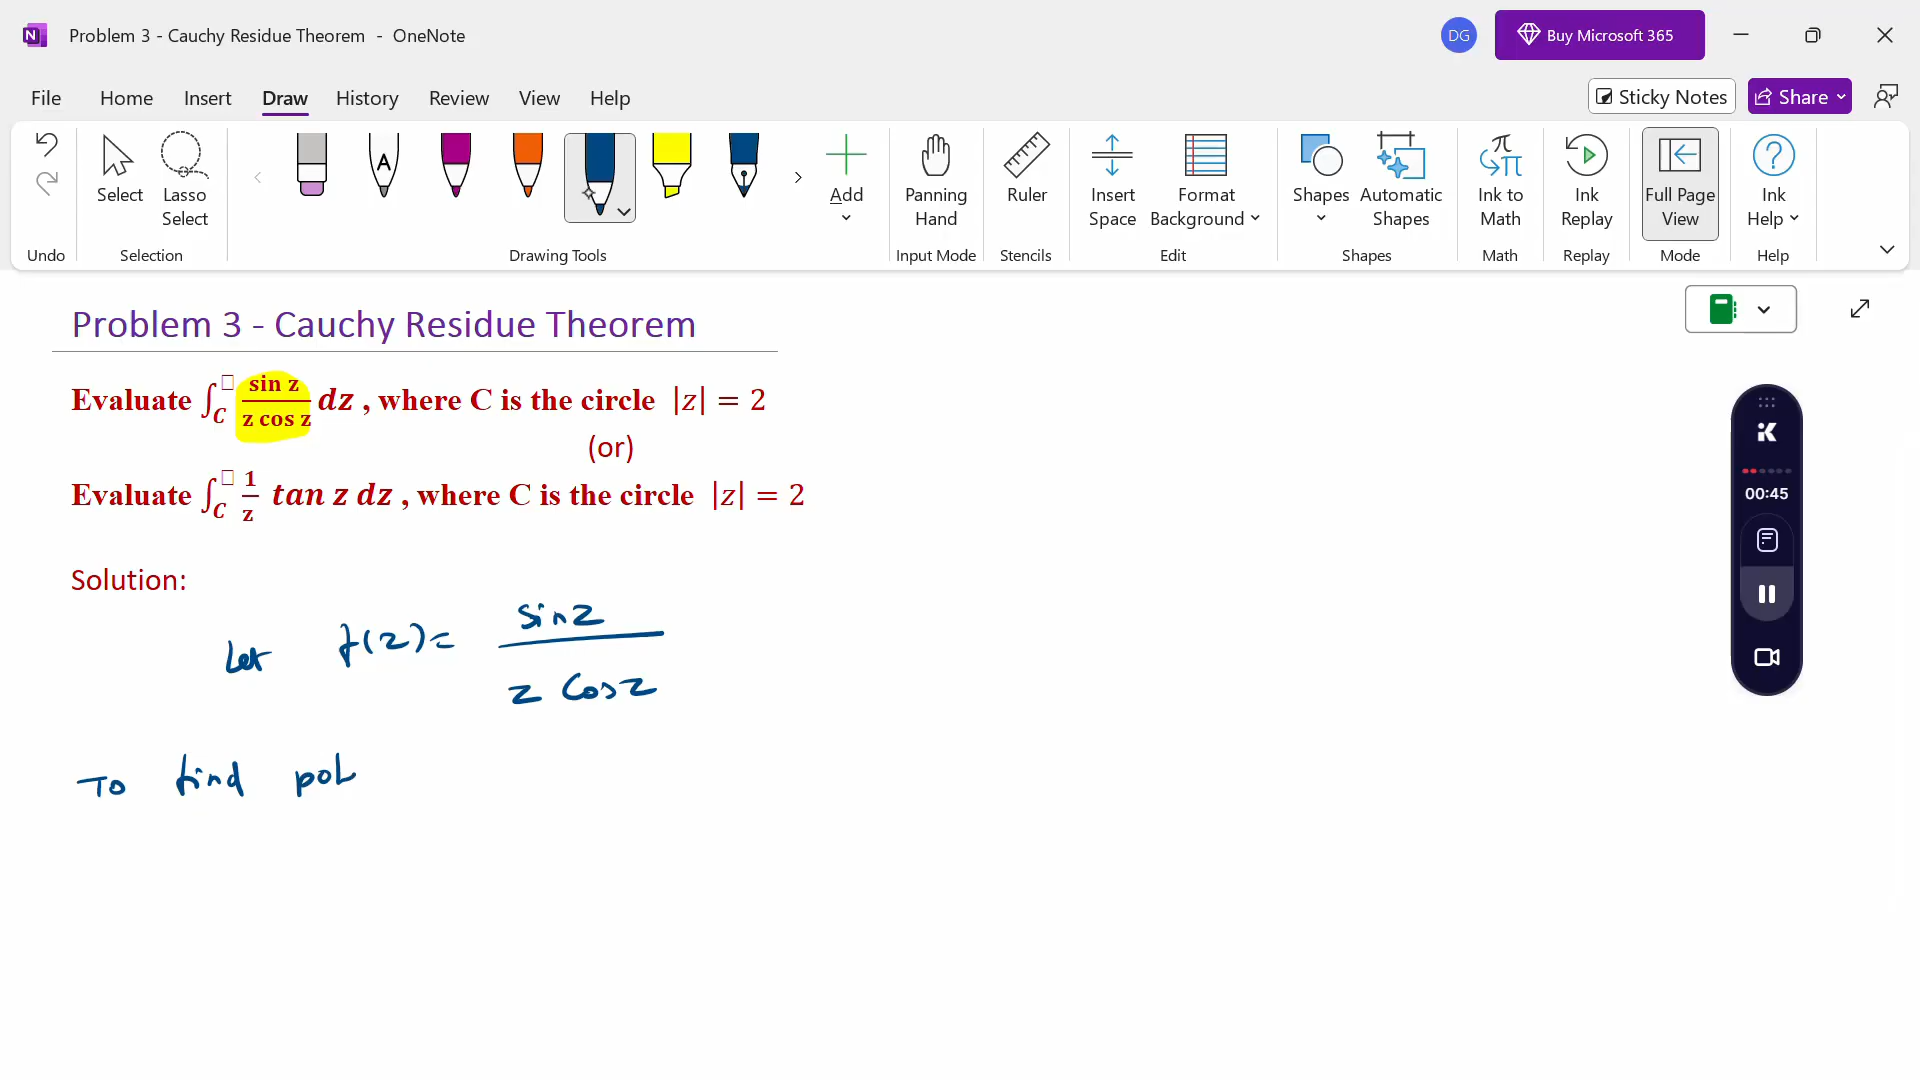 Problem 3 - Cauchy Residue Theorem - OneNote
DG
Buy Microsoft 365
File Home Insert Draw History Review View Help
Sticky Notes
Share
A
Select
Lasso Select
Add
Panning Hand
Ruler
Insert Space
Format Background
Shapes
Automatic Shapes
Ink to Math
Ink Replay
Full Page View
Ink Help
Undo Selection Drawing Tools Input Mode Stencils Edit Shapes Math Replay Mode Help
Problem 3 - Cauchy Residue Theorem
Evaluate ∫_C^□ (sin z)/(z cos z) dz , where C is the circle |z| = 2
(or)
Evaluate ∫_C^□ 1/z tan z dz , where C is the circle |z| = 2
00:45
Solution:
Let f(z) = (sin z)/(z Cos z)
To find pol